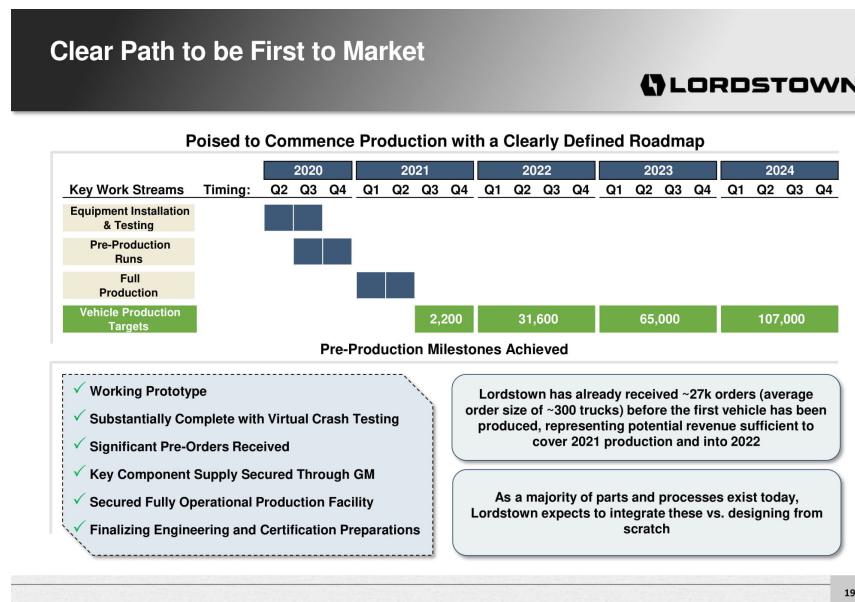 Clear Path to be First to Market
LORDSTOWN
Poised to Commence Production with a Clearly Defined Roadmap
2020 2021 2022 2023 2024
Key Work Streams Timing: Q2 Q3 Q4 Q1 Q2 Q3 Q4 Q1 Q2 Q3 Q4 Q1 Q2 Q3 Q4 Q1 Q2 Q3 Q4
Equipment Installation
& Testing
Pre-Production
Runs
Full
Production
Vehicle Production
Targets
2,200 31,600 65,000 107,000
Pre-Production Milestones Achieved
✓ Working Prototype
✓ Substantially Complete with Virtual Crash Testing
✓ Significant Pre-Orders Received
✓ Key Component Supply Secured Through GM
✓ Secured Fully Operational Production Facility
✓ Finalizing Engineering and Certification Preparations
Lordstown has already received ~27k orders (average
order size of ~300 trucks) before the first vehicle has been
produced, representing potential revenue sufficient to
cover 2021 production and into 2022
As a majority of parts and processes exist today,
Lordstown expects to integrate these vs. designing from
scratch
19